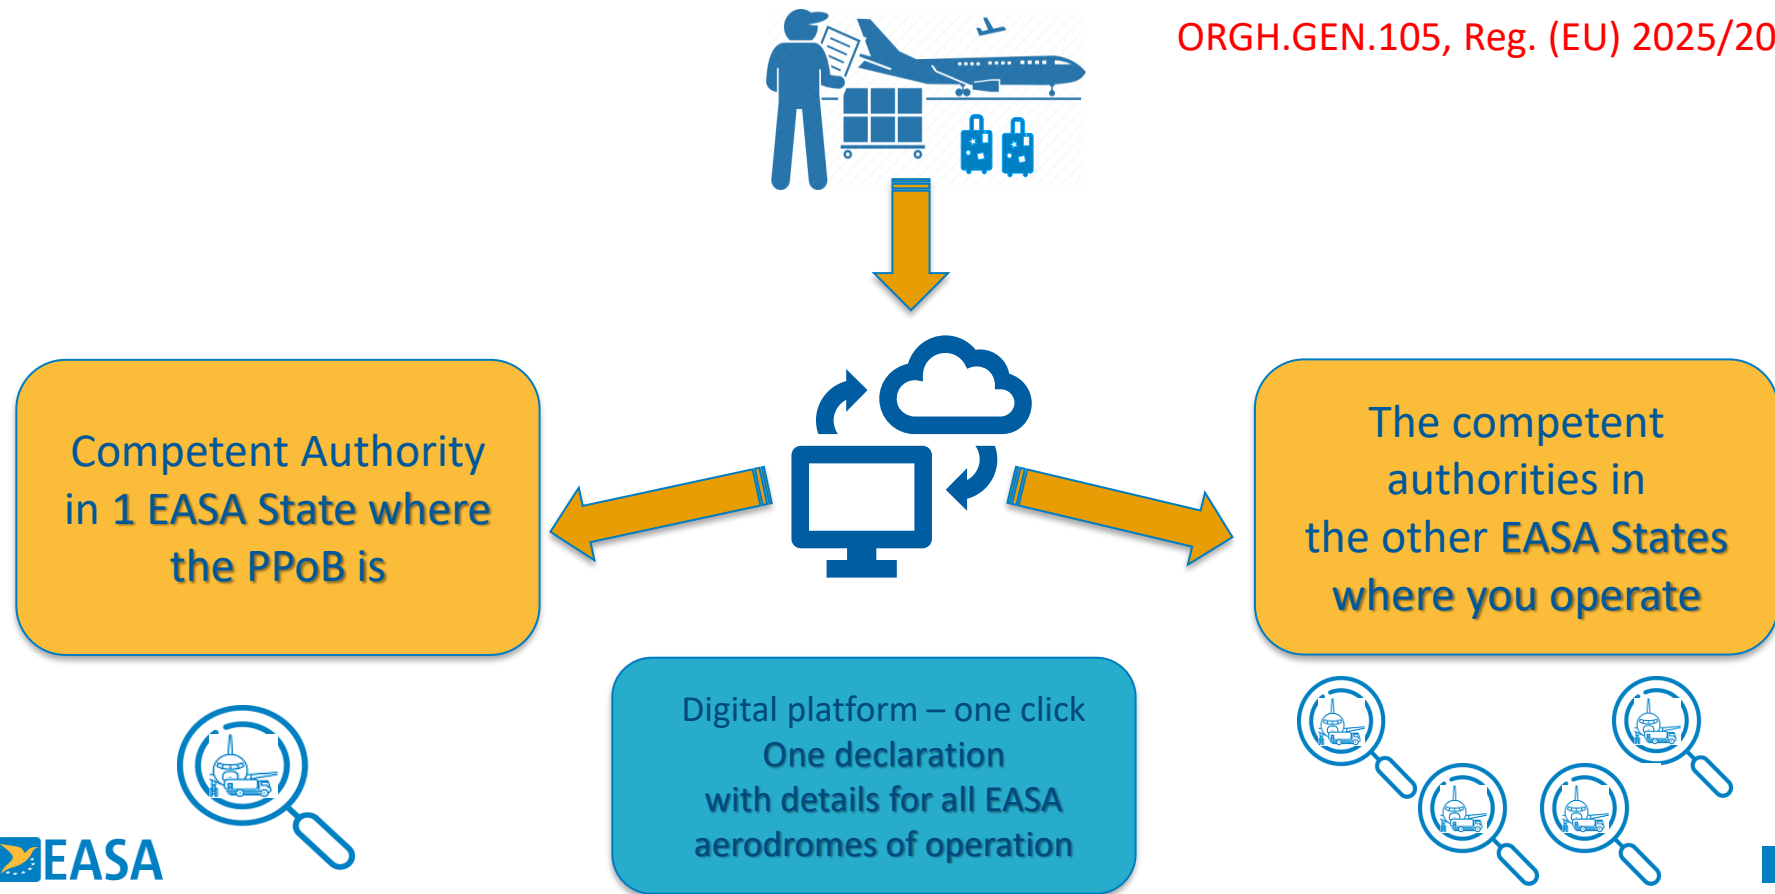 ORGH.GEN.105, Reg. (EU) 2025/20
Competent Authority
in 1 EASA State where
the PPoB is
The competent
authorities in
the other EASA States
where you operate
Digital platform – one click
One declaration
with details for all EASA
aerodromes of operation
EASA